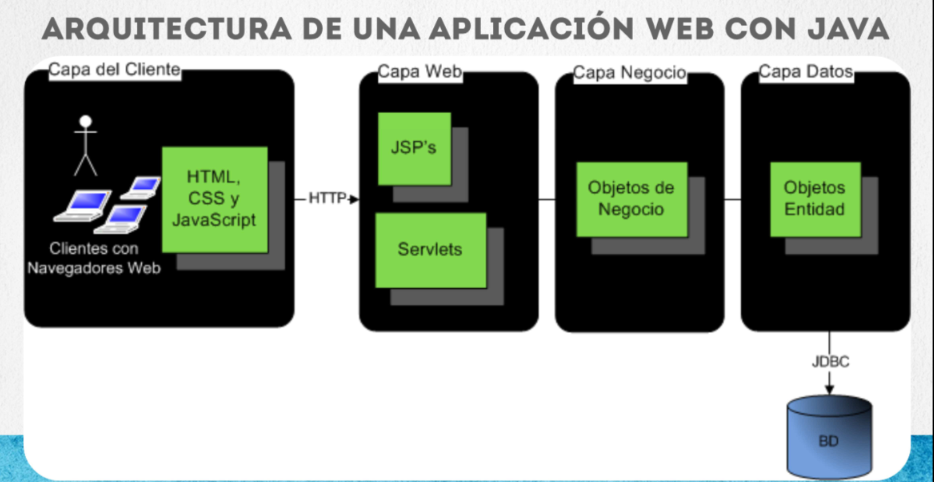 ARQUITECTURA DE UNA APLICACIÓN WEB CON JAVA
Capa del Cliente
HTML,
CSS y
JavaScript
Clientes con
Navegadores Web
HTTP
Capa Web
JSP's
Servlets
Capa Negocio
Objetos de
Negocio
Capa Datos
Objetos
Entidad
JDBC
BD